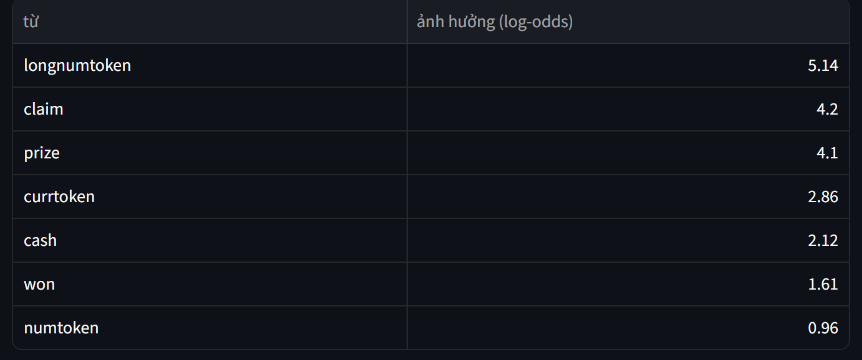 từ ảnh hưởng (log-odds)
longnumtoken 5.14
claim 4.2
prize 4.1
currtoken 2.86
cash 2.12
won 1.61
numtoken 0.96